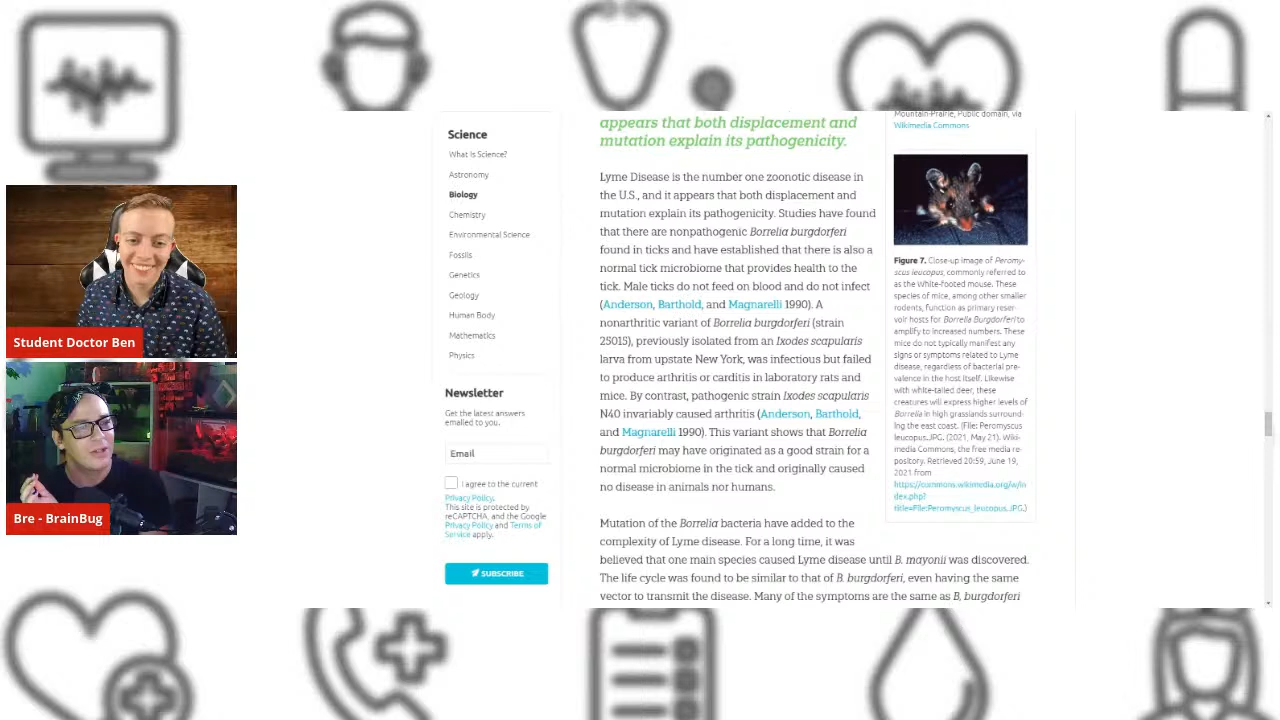 Student Doctor Ben
Bre - BrainBug
Science
What Is Science?
Astronomy
Biology
Chemistry
Environmental Science
Fossils
Genetics
Geology
Human Body
Mathematics
Physics
Newsletter
Get the latest answers
emailed to you.
Email
I agree to the current
Privacy Policy.
This site is protected by
reCAPTCHA, and the Google
Privacy Policy and Terms of
Service apply.
SUBSCRIBE
appears that both displacement and
mutation explain its pathogenicity.
Lyme Disease is the number one zoonotic disease in
the U.S., and it appears that both displacement and
mutation explain its pathogenicity. Studies have found
that there are nonpathogenic Borrelia burgdorferi
found in ticks and have established that there is also a
normal tick microbiome that provides health to the
tick. Male ticks do not feed on blood and do not infect
(Anderson, Barthold, and Magnarelli 1990). A
nonarthritic variant of Borrelia burgdorferi (strain
25015), previously isolated from an Ixodes scapularis
larva from upstate New York, was infectious but failed
to produce arthritis or carditis in laboratory rats and
mice. By contrast, pathogenic strain Ixodes scapularis
N40 invariably caused arthritis (Anderson, Barthold,
and Magnarelli 1990). This variant shows that Borrelia
burgdorferi may have originated as a good strain for a
normal microbiome in the tick and originally caused
no disease in animals nor humans.
Mutation of the Borrelia bacteria have added to the
complexity of Lyme disease. For a long time, it was
believed that one main species caused Lyme disease until B. mayonii was discovered.
The life cycle was found to be similar to that of B. burgdorferi, even having the same
vector to transmit the disease. Many of the symptoms are the same as B, burgdorferi
Mountain-Prairie, Public domain, via
Wikimedia Commons
Figure 7. Close-up image of Peromy-
scus leucopus, commonly referred to
as the White-footed mouse. These
species of mice, among other smaller
rodents, function as primary reser-
voir hosts for Borrelia Burgdorferi to
amplify to increased numbers. These
mice do not typically manifest any
signs or symptoms related to Lyme
disease, regardless of bacterial pre-
valence in the host itself. Likewise
with white-tailed deer, these
creatures will express higher levels of
Borrelia in high grasslands surround-
ing the east coast. (File: Peromyscus
leucopus.JPG. (2021, May 21). Wiki-
media Commons, the free media re-
pository. Retrieved 20:59, June 19,
2021 from
https://commons.wikimedia.org/w/in
dex.php?
title=File:Peromyscus_leucopus.JPG.)